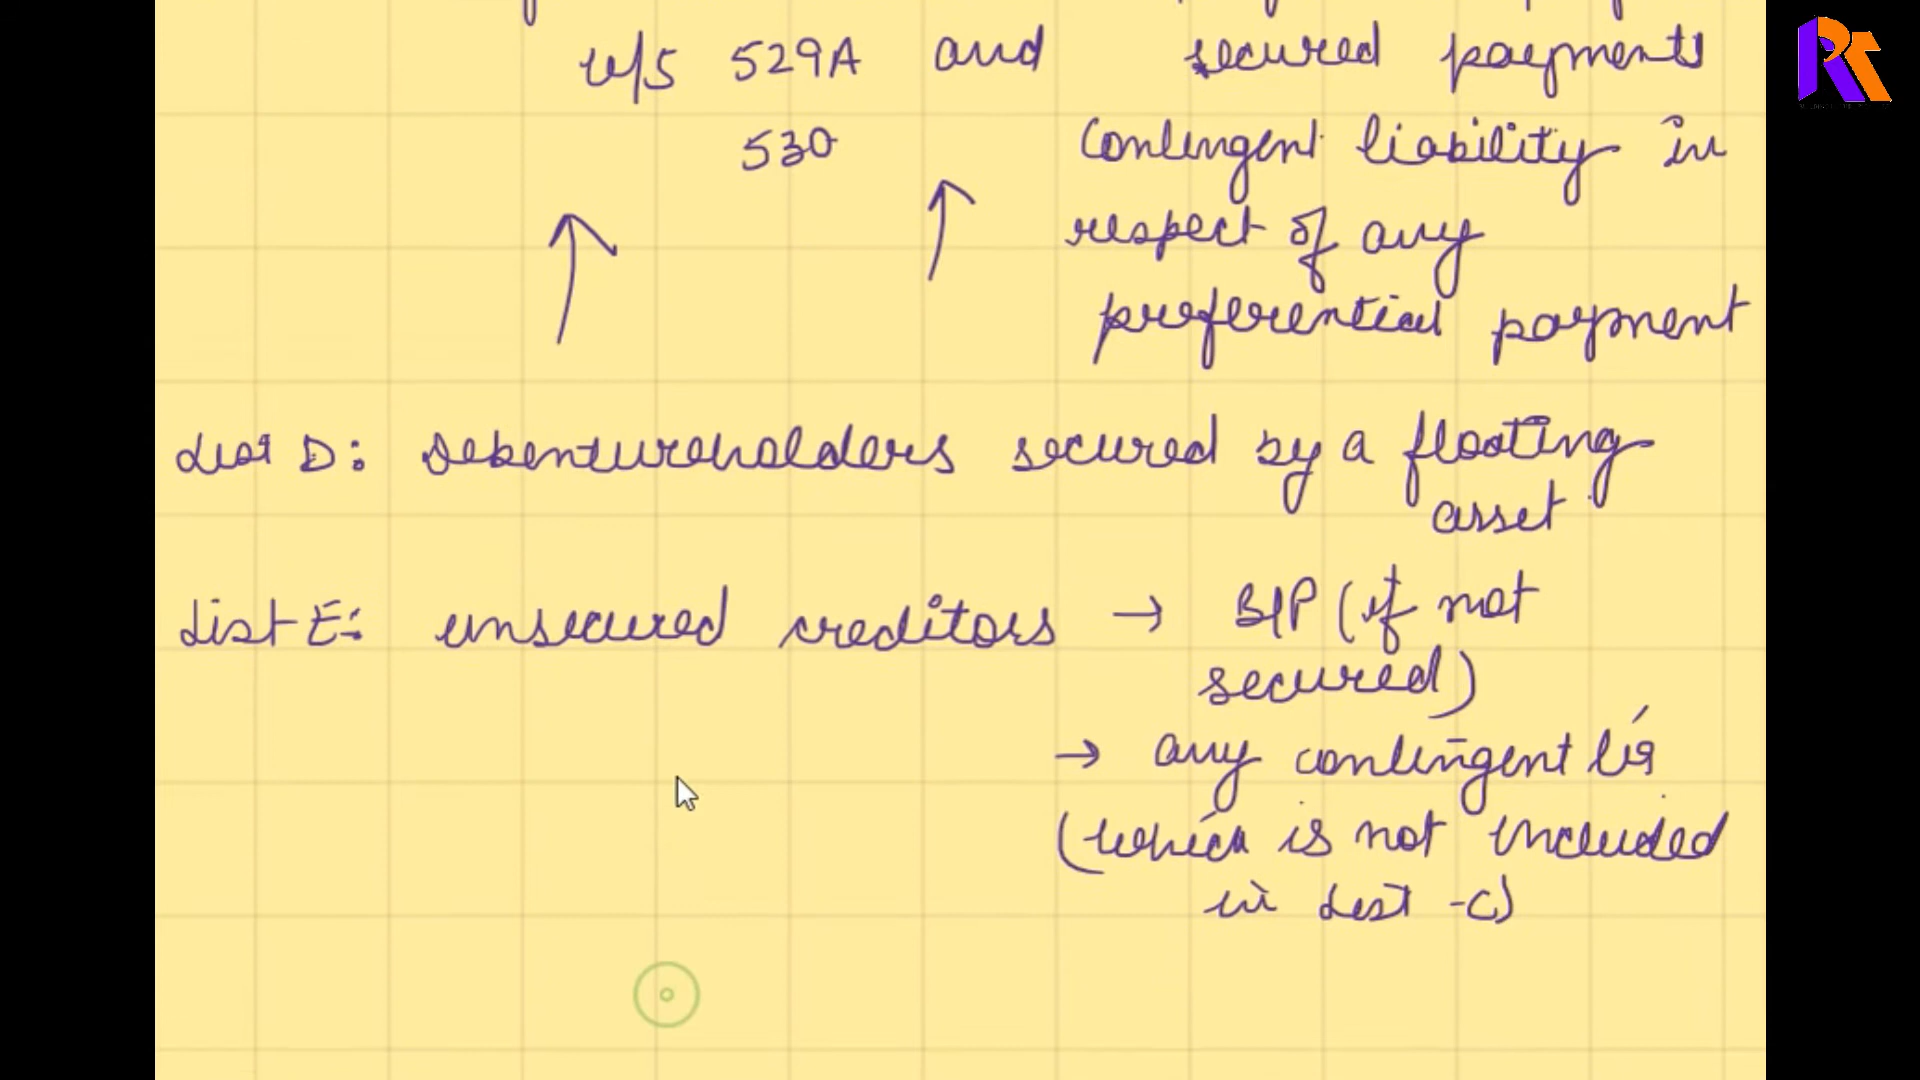 u/s 529A and secured payments
530 Contingent liability in
respect of any
preferential payment
List D: Debentureholders secured by a floating
asset
List E: unsecured creditors → B/P (if not
secured)
→ any contingent lia
(which is not included
in List -C)